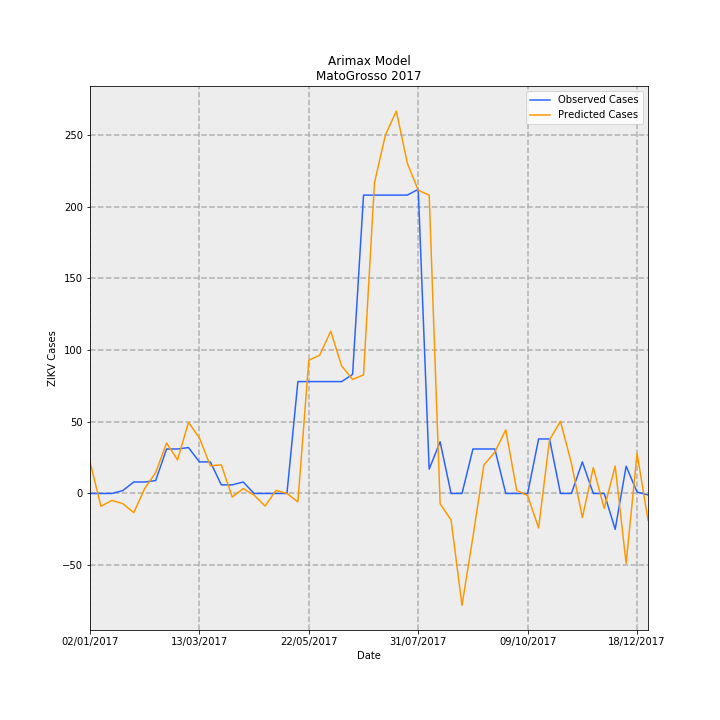 Arimax Model
MatoGrosso 2017
Observed Cases
Predicted Cases
250
200
150
100
50
0
−50
ZIKV Cases
02/01/2017 13/03/2017 22/05/2017 31/07/2017 09/10/2017 18/12/2017
Date